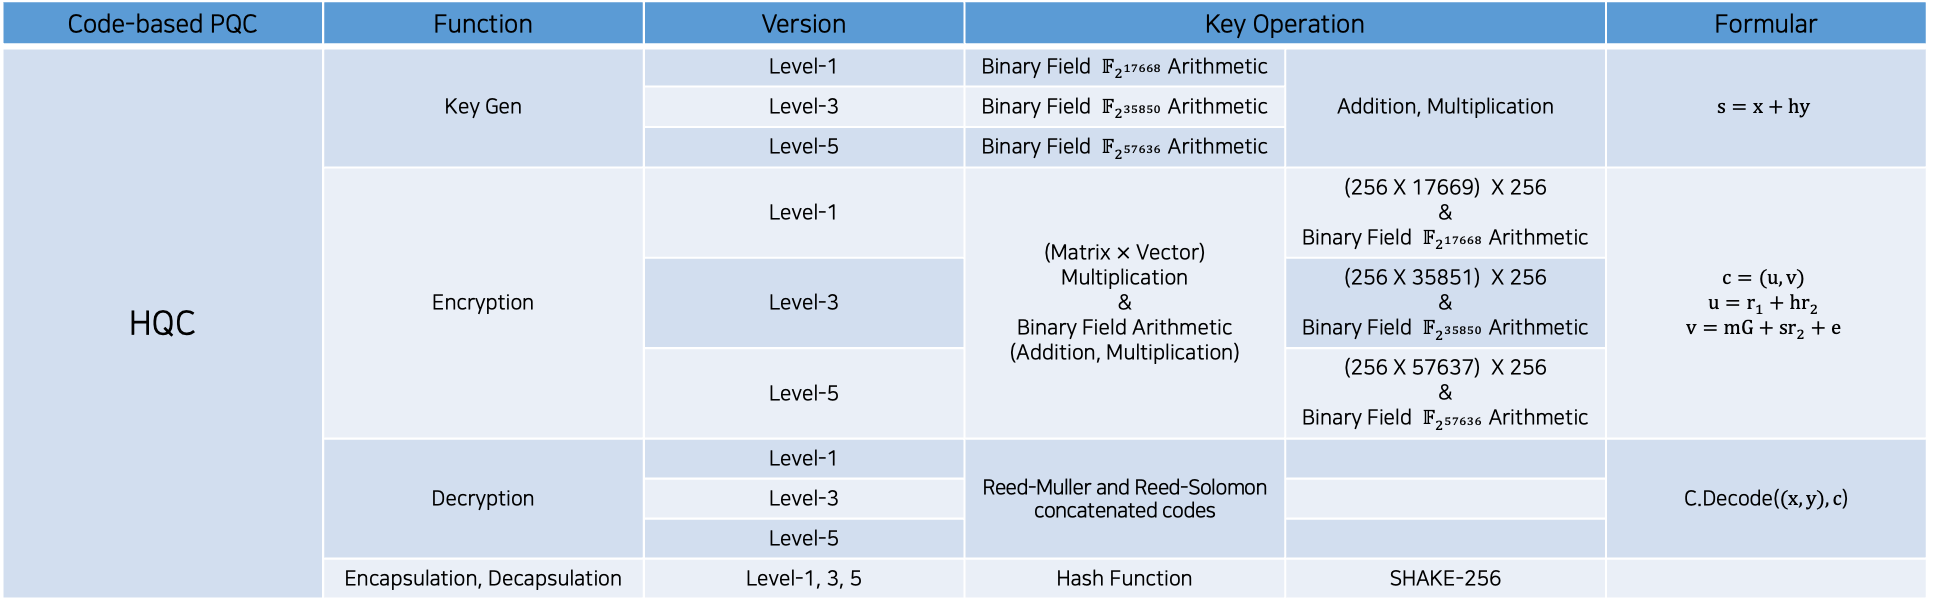 Code-based PQC Function Version Key Operation Formular
HQC
Key Gen
Level-1 Binary Field 𝔽₂17668 Arithmetic
Level-3 Binary Field 𝔽₂35850 Arithmetic
Level-5 Binary Field 𝔽₂57636 Arithmetic
Addition, Multiplication
s = x + hy
Encryption
Level-1
Level-3
Level-5
(Matrix × Vector)
Multiplication
&
Binary Field Arithmetic
(Addition, Multiplication)
(256 X 17669) X 256
&
Binary Field 𝔽₂17668 Arithmetic
(256 X 35851) X 256
&
Binary Field 𝔽₂35850 Arithmetic
(256 X 57637) X 256
&
Binary Field 𝔽₂57636 Arithmetic
c = (u, v)
u = r₁ + hr₂
v = mG + sr₂ + e
Decryption
Level-1
Level-3
Level-5
Reed-Muller and Reed-Solomon
concatenated codes
C.Decode((x, y), c)
Encapsulation, Decapsulation Level-1, 3, 5 Hash Function SHAKE-256